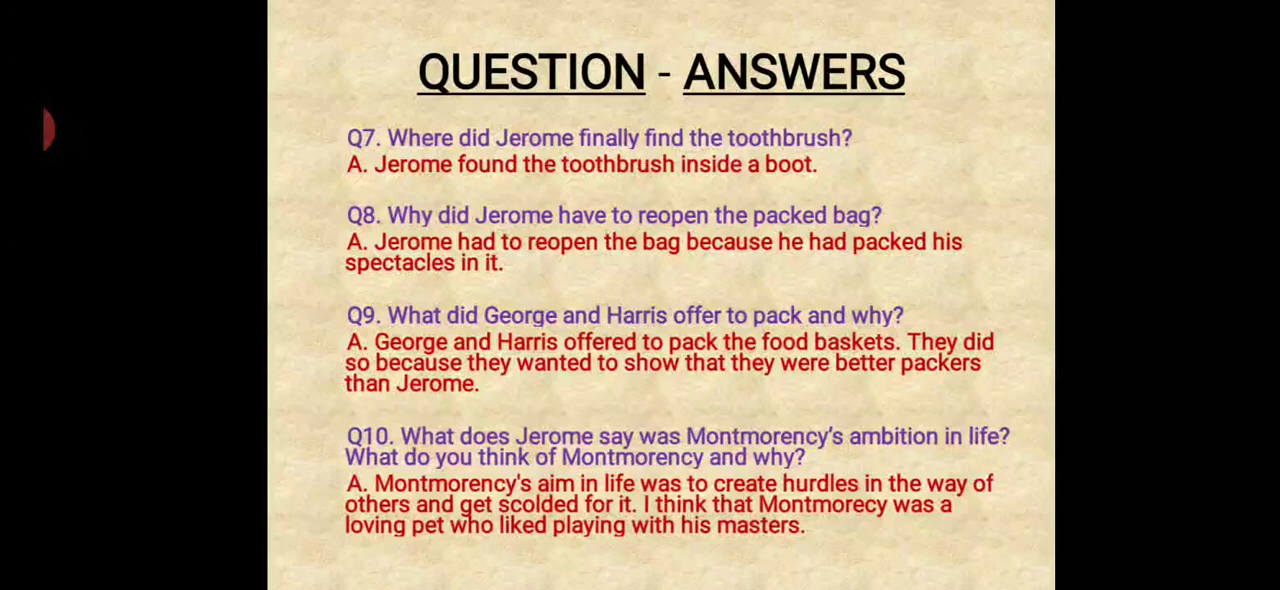 QUESTION - ANSWERS
Q7. Where did Jerome finally find the toothbrush?
A. Jerome found the toothbrush inside a boot.
Q8. Why did Jerome have to reopen the packed bag?
A. Jerome had to reopen the bag because he had packed his
spectacles in it.
Q9. What did George and Harris offer to pack and why?
A. George and Harris offered to pack the food baskets. They did
so because they wanted to show that they were better packers
than Jerome.
Q10. What does Jerome say was Montmorency’s ambition in life?
What do you think of Montmorency and why?
A. Montmorency's aim in life was to create hurdles in the way of
others and get scolded for it. I think that Montmorecy was a
loving pet who liked playing with his masters.